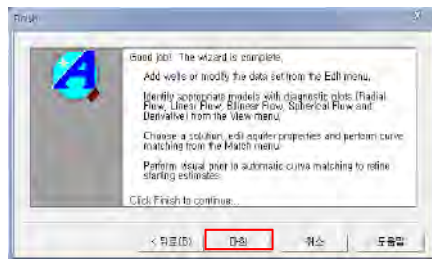 Finish
Good job! The wizard is complete.
Add wells or modify the data set from the Edit menu.
Identify appropriate models with diagnostic plots (Radial
Flow, Linear Flow, Bilinear Flow, Spherical Flow and
Derivative) from the View menu.
Choose a solution, edit aquifer properties and perform curve
matching from the Match menu.
Perform visual prior to automatic curve matching to refine
starting estimates.
Click Finish to continue.
< 뒤로(B)
마침
취소
도움말